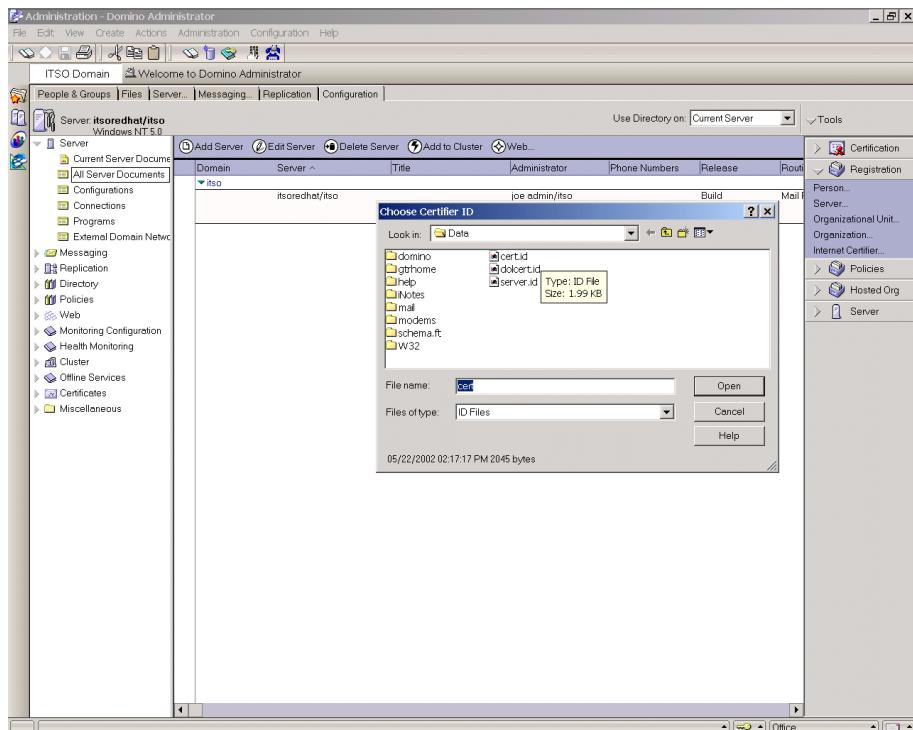 Administration - Domino Administrator
File Edit View Create Actions Administration Configuration Help
ITSO Domain Welcome to Domino Administrator
People & Groups Files Server... Messaging... Replication Configuration
Server: itsoredhat/itso
Windows NT 5.0
Use Directory on: Current Server
Tools
Server
Current Server Docume
All Server Documents
Configurations
Connections
Programs
External Domain Netwo
Messaging
Replication
Directory
Policies
Web
Monitoring Configuration
Health Monitoring
Cluster
Offline Services
Certificates
Miscellaneous
Add Server Edit Server Delete Server Add to Cluster Web...
Domain Server Title Administrator Phone Numbers Release Routi
itso
itsoredhat/itso joe admin/itso Build Mail F
Choose Certifier ID
Look in: Data
domino
gtrhome
help
iNotes
mail
modems
schema.ft
W32
cert.id
dolcert.id
server.id
Type: ID File
Size: 1.99 KB
File name: cert
Open
Files of type: ID Files
Cancel
Help
05/22/2002 02:17:17 PM 2045 bytes
Certification
Registration
Person...
Server...
Organizational Unit...
Organization...
Internet Certifier...
Policies
Hosted Org
Server
Office